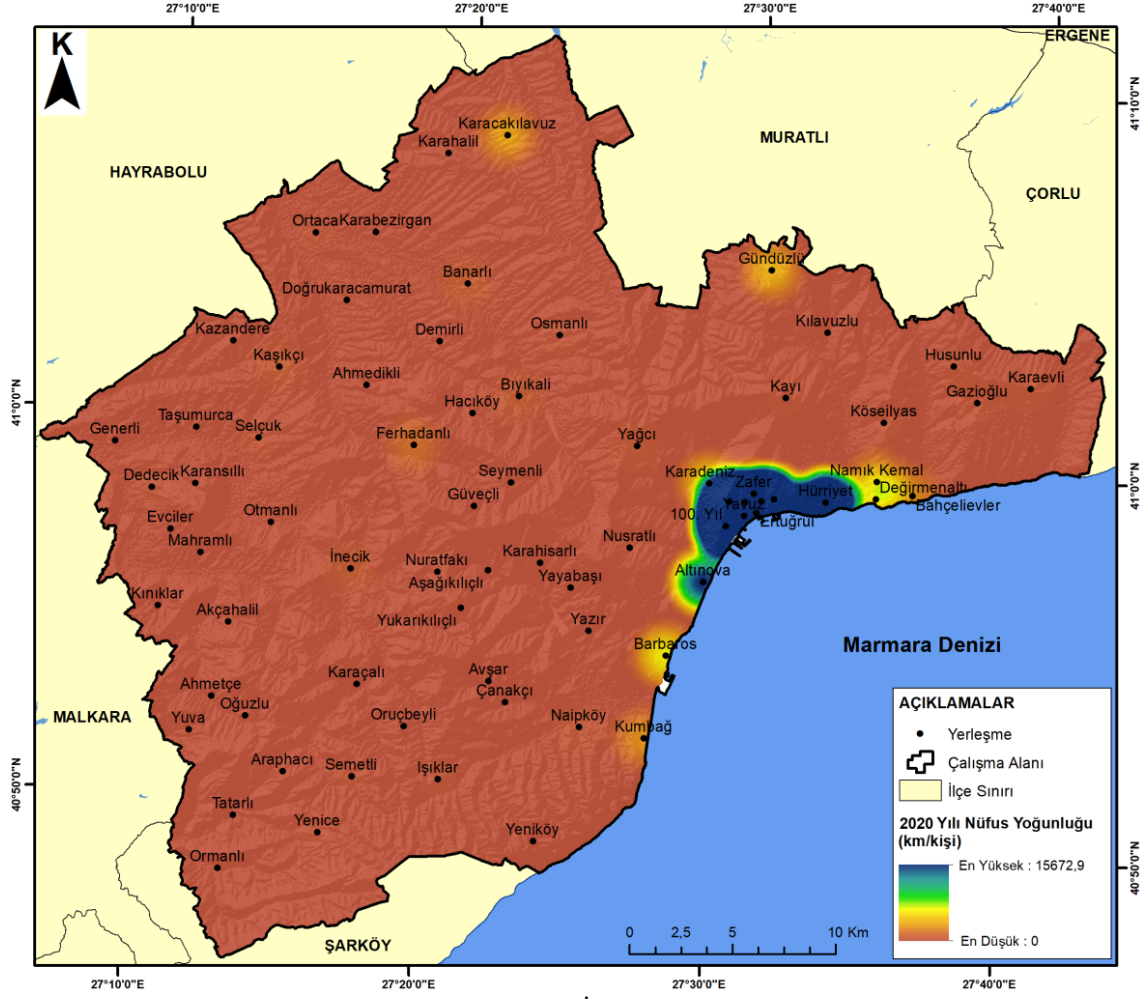 27°10'0"E 27°20'0"E 27°30'0"E 27°40'0"E
K
ERGENE
41°10'0"N
Karacakılavuz
Karahalil
MURATLI
HAYRABOLU
ÇORLU
Ortaca Karabezirgan
Gündüzlü
Banarlı
Doğrukaracamurat
Kılavuzlu
Kazandere
Demirli
Osmanlı
Kaşıkçı
Husunlu
Ahmedikli
Karaevli
41°0'0"N
Bıyıkali
Kayı
Gazioğlu
Hacıköy
Köseilyas
Taşumurca
Generli
Selçuk
Ferhadanlı
Yağcı
Dedecik
Karansıllı
Seymenli
Karadeniz
Namık Kemal
Zafer
Değirmenaltı
41°0'0"N
Güveçli
Hürriyet
Yavuz
Bahçelievler
Evciler
Otmanlı
100. Yıl
Ertuğrul
Mahramlı
Nusratlı
İnecik
Nuratfakı
Karahisarlı
Aşağıkılıçlı
Yayabaşı
Altınova
Kınıklar
Akçahalil
Yukarıkılıçlı
Yazır
Barbaros
Marmara Denizi
Karaçalı
Avşar
Ahmetçe
Çanakçı
Oğuzlu
MALKARA
Yuva
Oruçbeyli
Naipköy
Kumbağ
Araphacı
Semetli
Işıklar
40°50'0"N
Tatarlı
Yenice
Yeniköy
Ormanlı
ŞARKÖY
AÇIKLAMALAR
Yerleşme
Çalışma Alanı
İlçe Sınırı
2020 Yılı Nüfus Yoğunluğu
(km/kişi)
En Yüksek : 15672,9
En Düşük : 0
40°50'0"N
0 2,5 5 10 Km
27°10'0"E 27°20'0"E 27°30'0"E 27°40'0"E